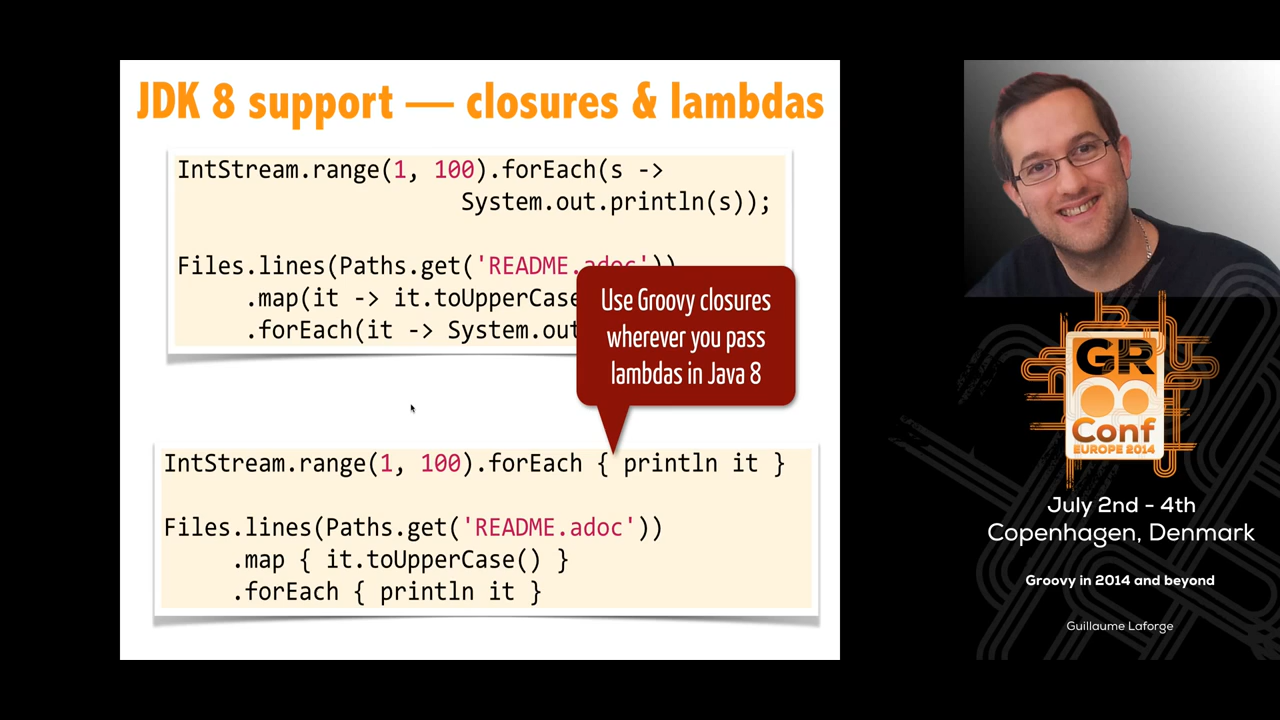 JDK 8 support — closures & lambdas
IntStream.range(1, 100).forEach(s ->
System.out.println(s));
Files.lines(Paths.get('README.adoc'))
.map(it -> it.toUpperCase
.forEach(it -> System.out
Use Groovy closures
wherever you pass
lambdas in Java 8
IntStream.range(1, 100).forEach { println it }
Files.lines(Paths.get('README.adoc'))
.map { it.toUpperCase() }
.forEach { println it }
GR
Conf
EUROPE 2014
July 2nd - 4th
Copenhagen, Denmark
Groovy in 2014 and beyond
Guillaume Laforge